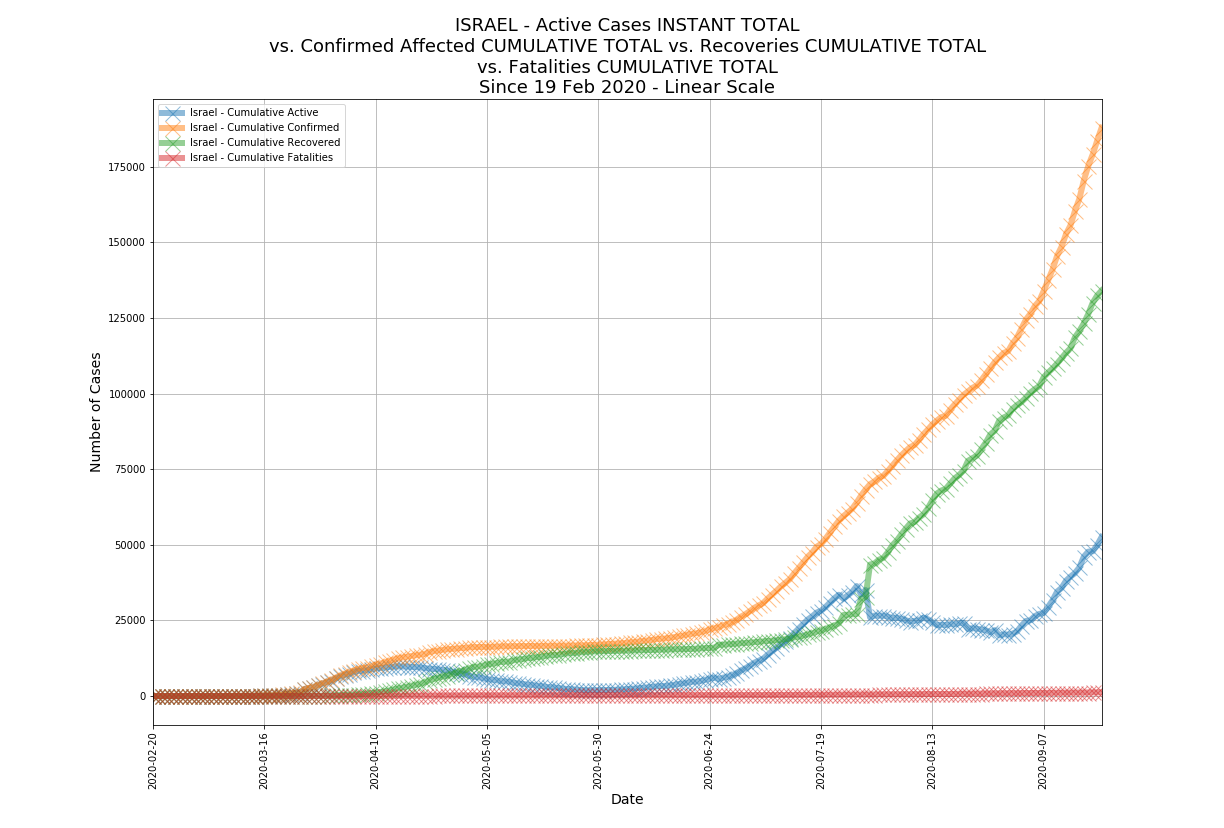 ISRAEL - Active Cases INSTANT TOTAL
vs. Confirmed Affected CUMULATIVE TOTAL vs. Recoveries CUMULATIVE TOTAL
vs. Fatalities CUMULATIVE TOTAL
Since 19 Feb 2020 - Linear Scale
Israel - Cumulative Active
Israel - Cumulative Confirmed
Israel - Cumulative Recovered
Israel - Cumulative Fatalities
Number of Cases
175000
150000
125000
100000
75000
50000
25000
0
2020-02-20
2020-03-16
2020-04-10
2020-05-05
2020-05-30
2020-06-24
2020-07-19
2020-08-13
2020-09-07
Date